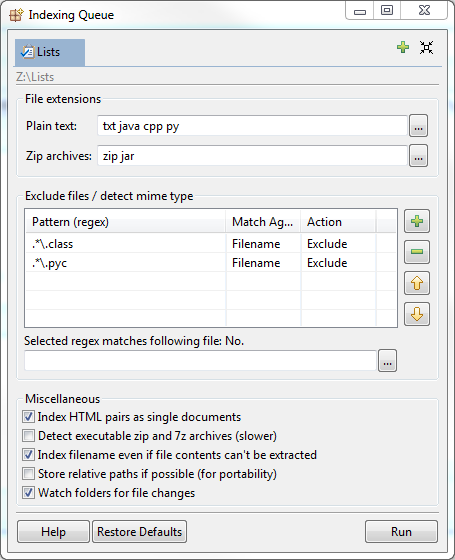 Indexing Queue
Lists
Z:\Lists
File extensions
Plain text: txt java cpp py ...
Zip archives: zip jar ...
Exclude files / detect mime type
Pattern (regex) Match Ag... Action
.*\.class Filename Exclude
.*\.pyc Filename Exclude
Selected regex matches following file: No.
...
Miscellaneous
Index HTML pairs as single documents
Detect executable zip and 7z archives (slower)
Index filename even if file contents can't be extracted
Store relative paths if possible (for portability)
Watch folders for file changes
Help Restore Defaults Run